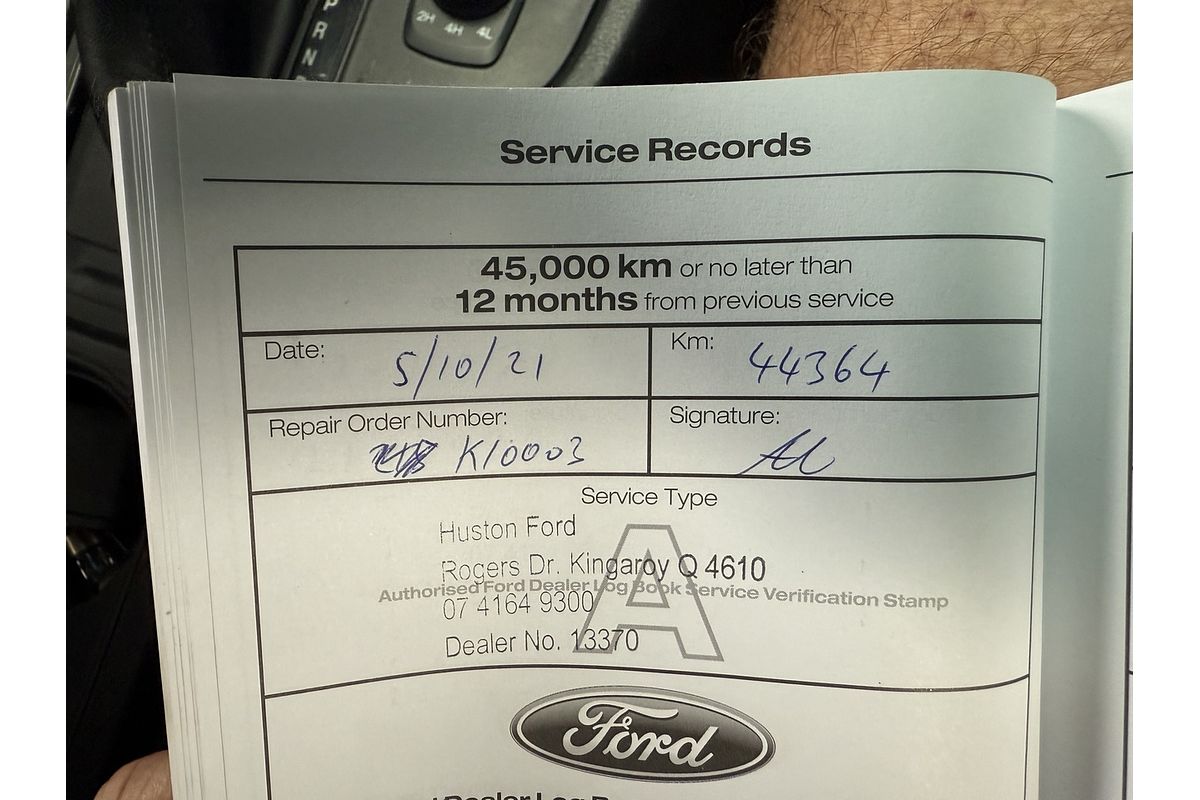 P
R
N
2H 4H 4L
Service Records
45,000 km or no later than
12 months from previous service
Date: 5/10/21
Km: 44364
Repair Order Number: K10003
Signature:
Service Type
A
Huston Ford
Rogers Dr. Kingaroy Q 4610
Authorised Ford Dealer Log Book Service Verification Stamp
07 4164 9300
Dealer No. 13370
Ford